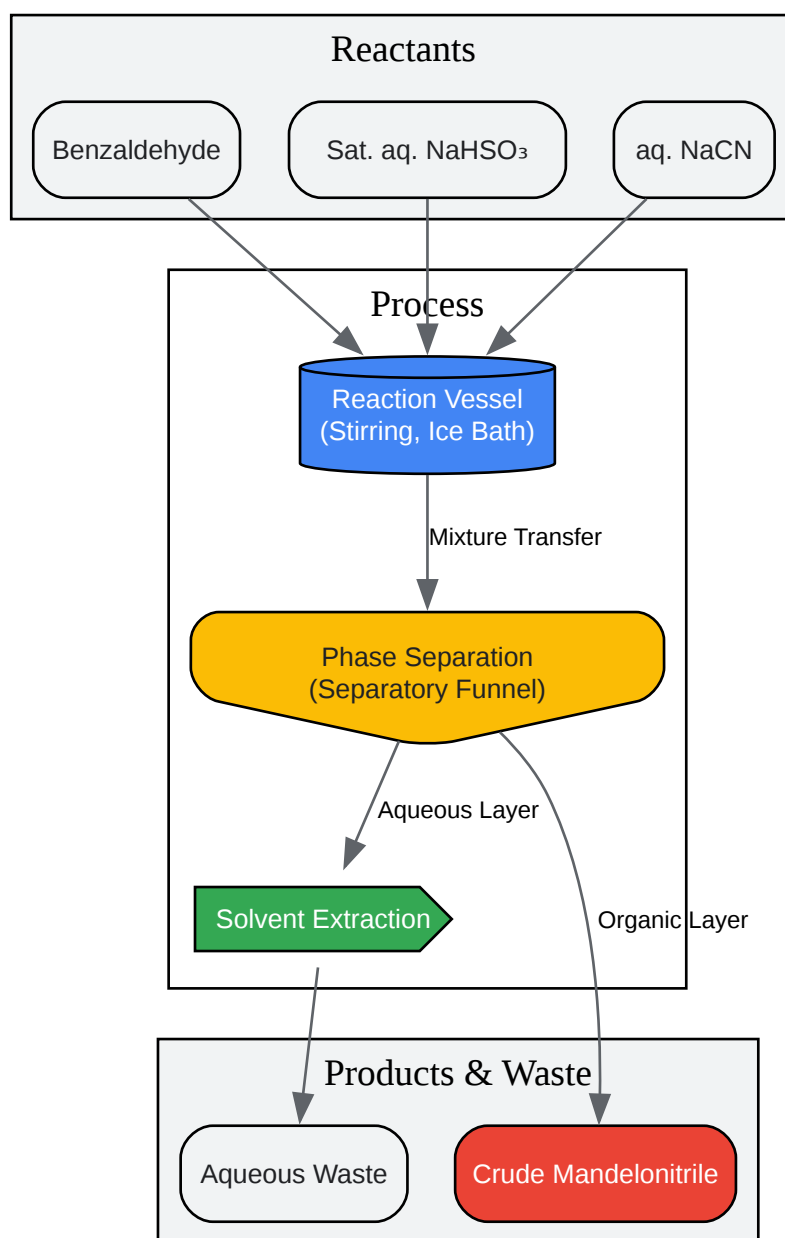 Reactants
Benzaldehyde
Sat. aq. NaHSO₃
aq. NaCN
Process
Reaction Vessel
(Stirring, Ice Bath)
Mixture Transfer
Phase Separation
(Separatory Funnel)
Aqueous Layer
Solvent Extraction
Organic Layer
Products & Waste
Aqueous Waste
Crude Mandelonitrile